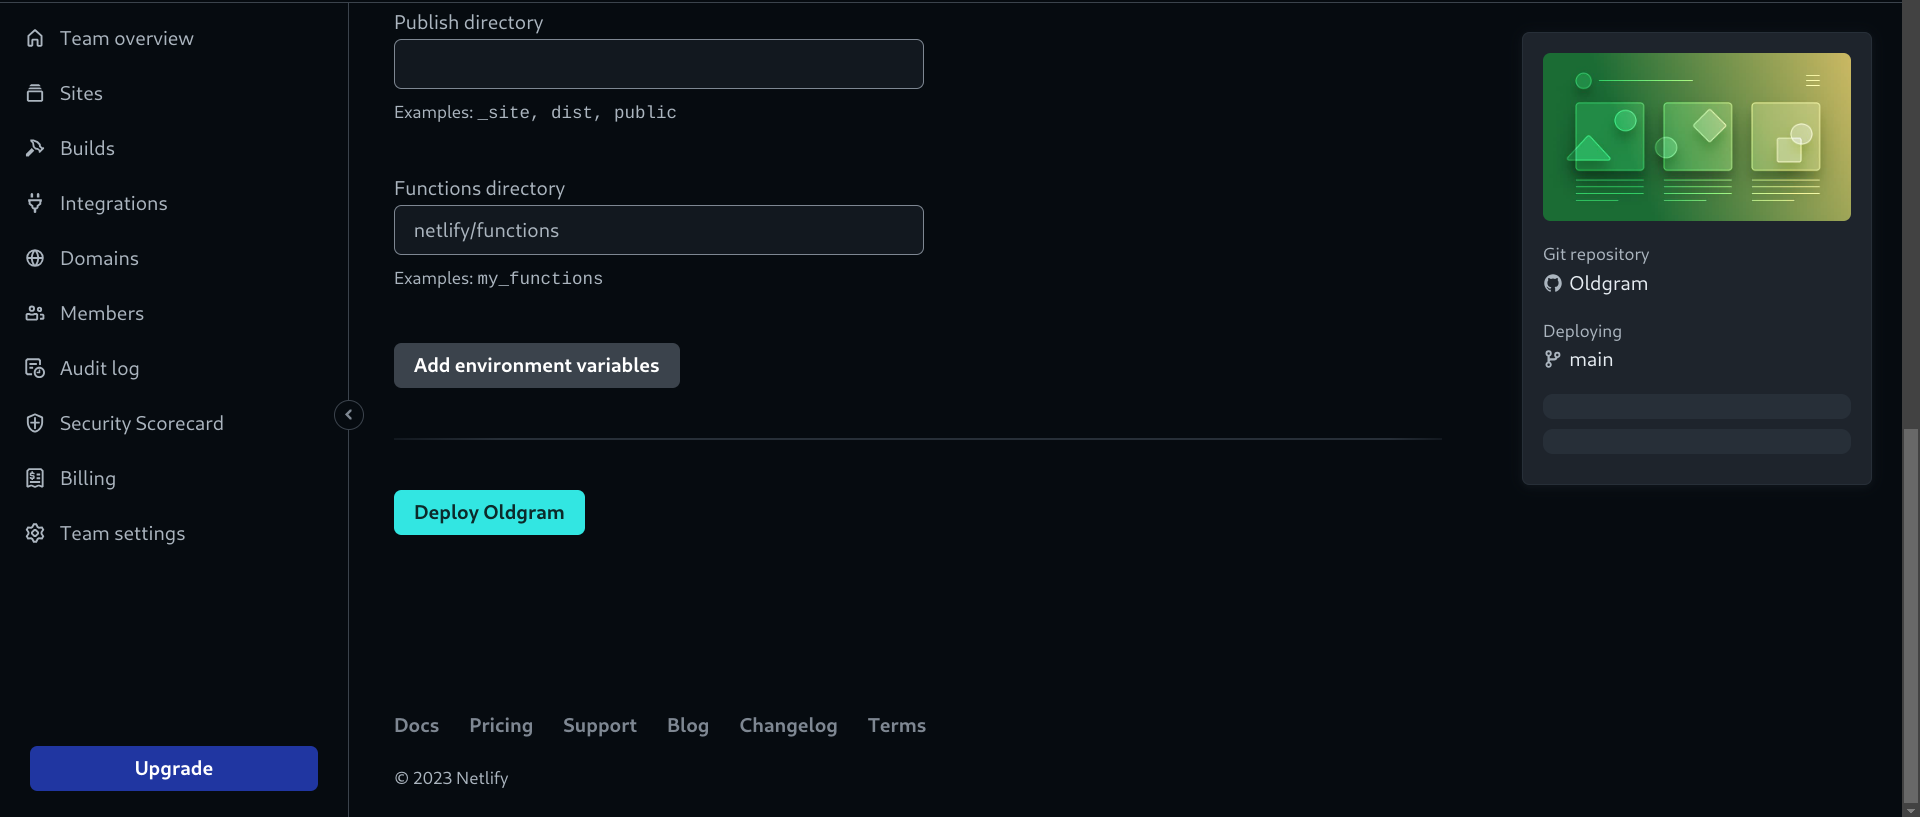 Team overview
Sites
Builds
Integrations
Domains
Members
Audit log
Security Scorecard
Billing
Team settings
Upgrade
Publish directory
Examples: _site, dist, public
Functions directory
netlify/functions
Examples: my_functions
Add environment variables
Deploy Oldgram
Git repository
Oldgram
Deploying
main
Docs Pricing Support Blog Changelog Terms
© 2023 Netlify